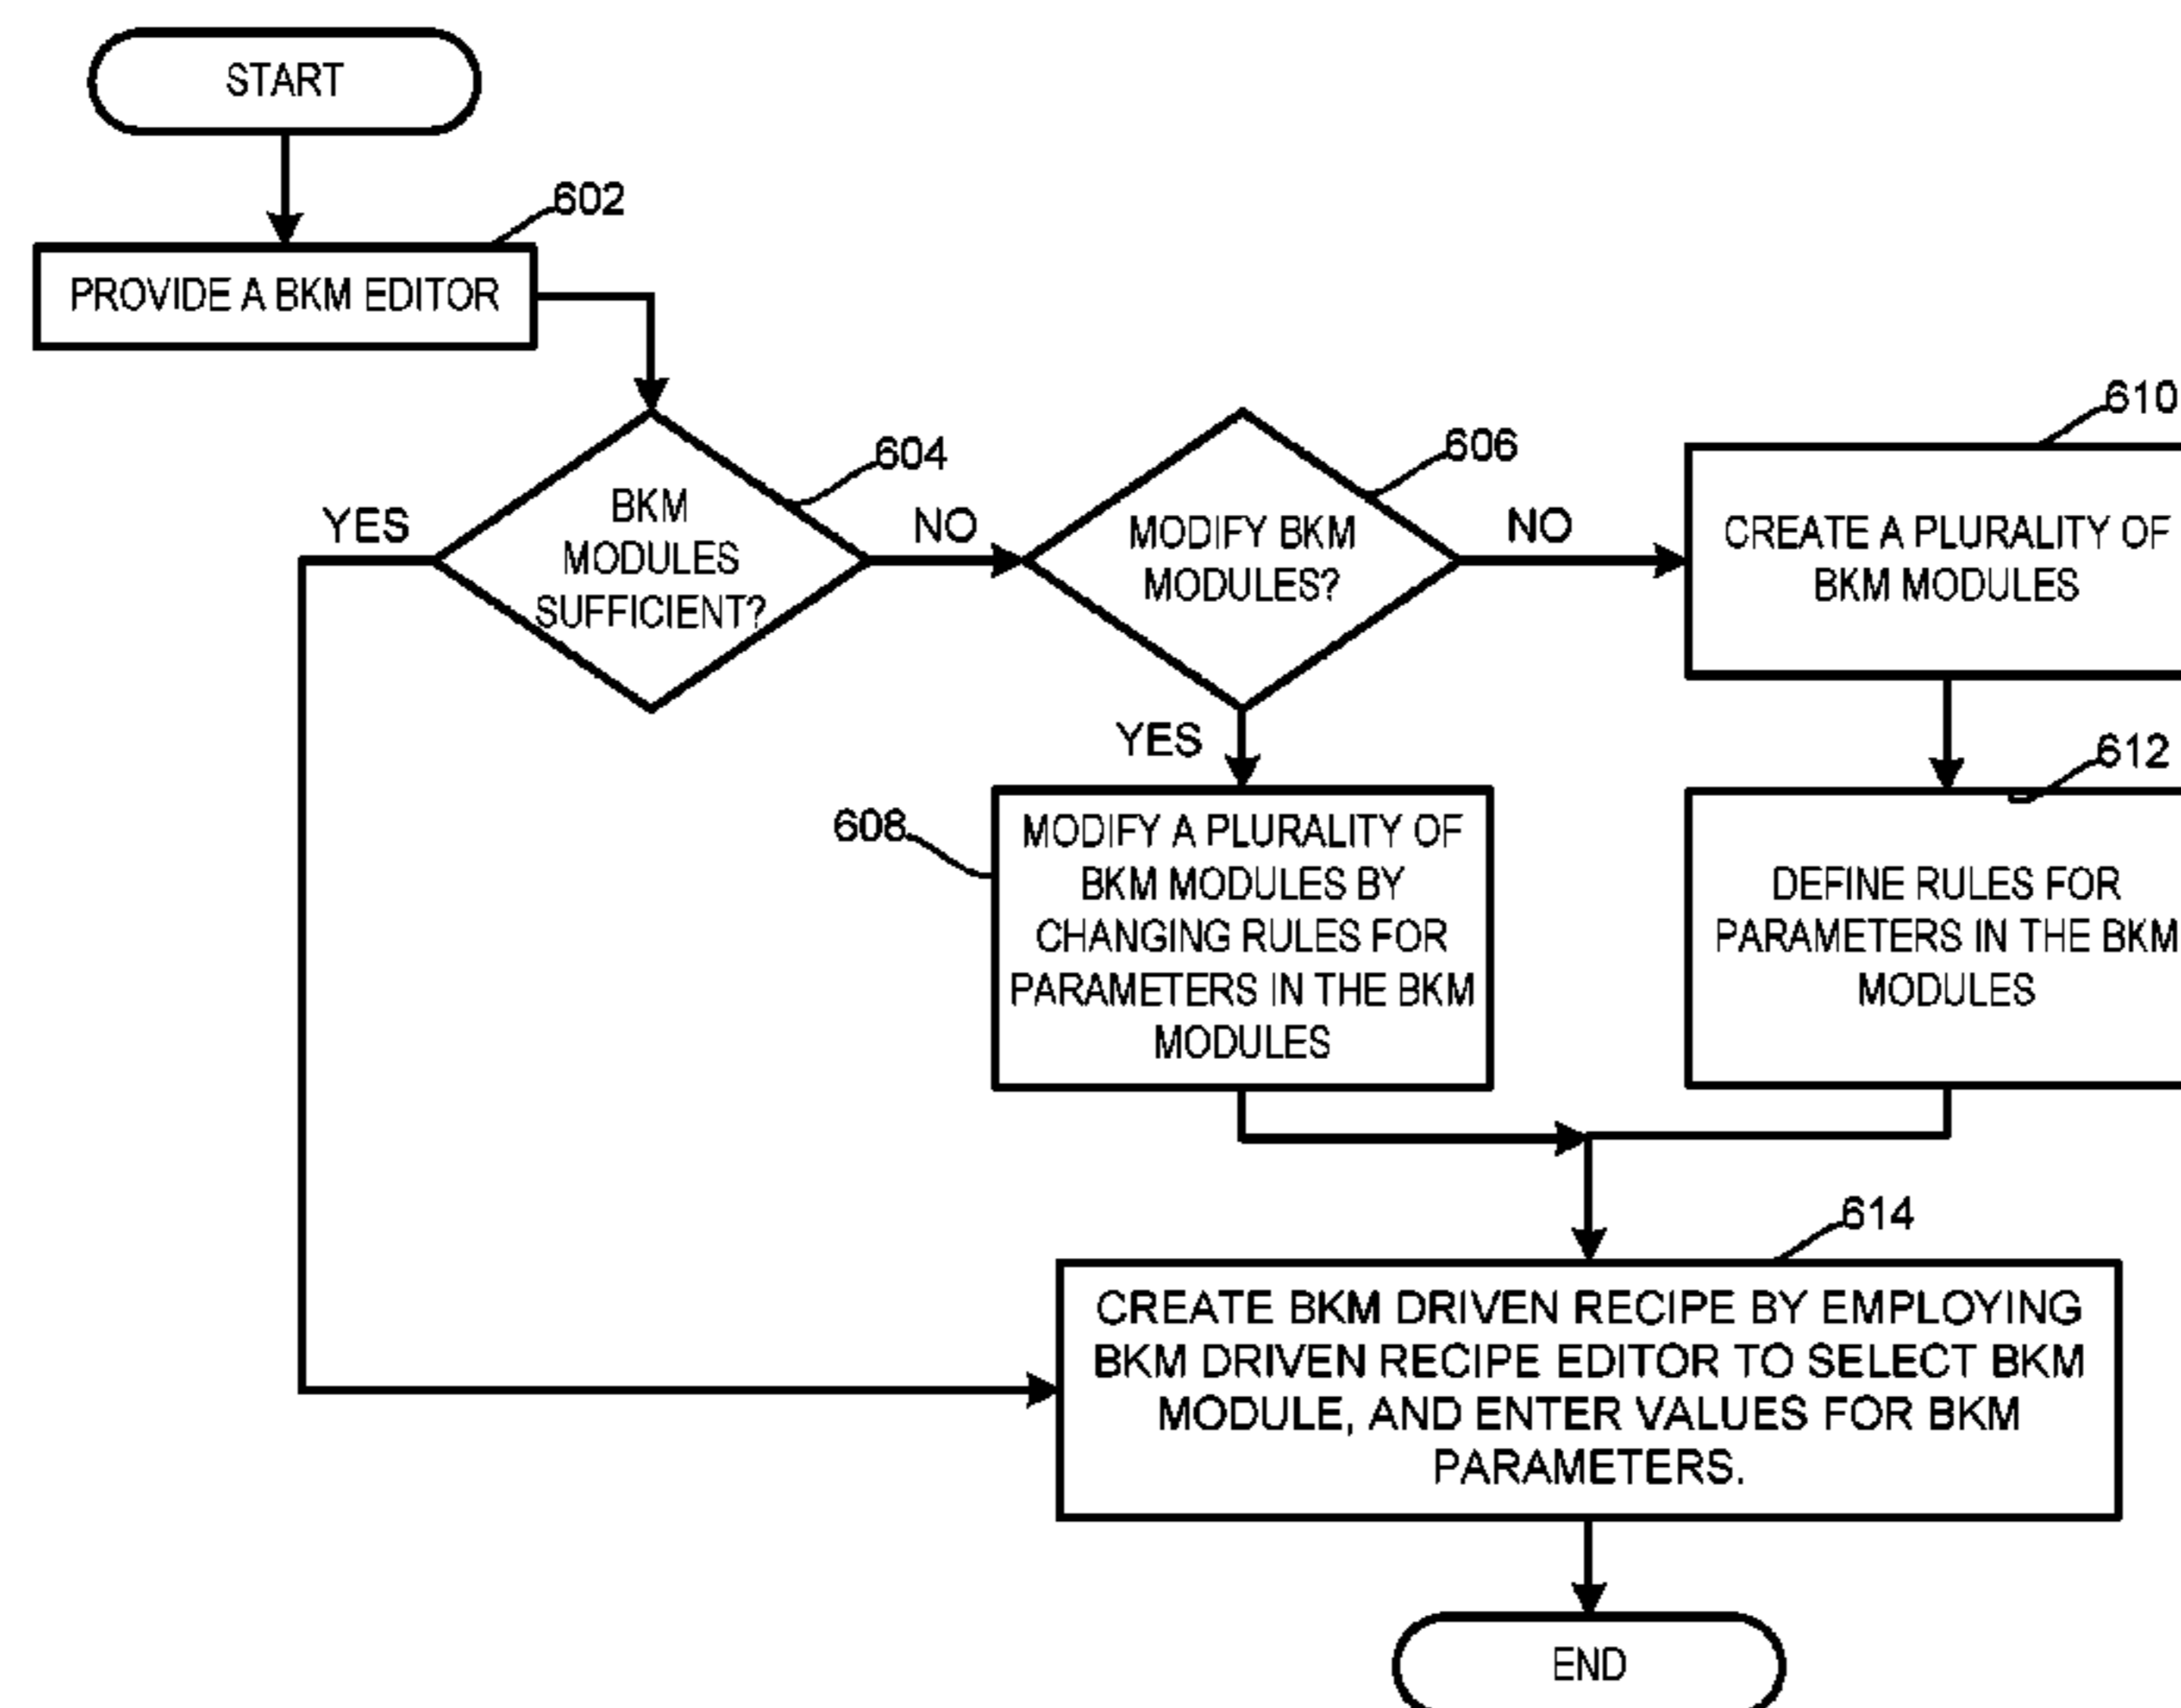 START
602
PROVIDE A BKM EDITOR
604
YES
BKM
MODULES
SUFFICIENT?
NO
606
MODIFY BKM
MODULES?
NO
610
CREATE A PLURALITY OF
BKM MODULES
YES
608
MODIFY A PLURALITY OF
BKM MODULES BY
CHANGING RULES FOR
PARAMETERS IN THE BKM
MODULES
612
DEFINE RULES FOR
PARAMETERS IN THE BKM
MODULES
614
CREATE BKM DRIVEN RECIPE BY EMPLOYING
BKM DRIVEN RECIPE EDITOR TO SELECT BKM
MODULE, AND ENTER VALUES FOR BKM
PARAMETERS.
END